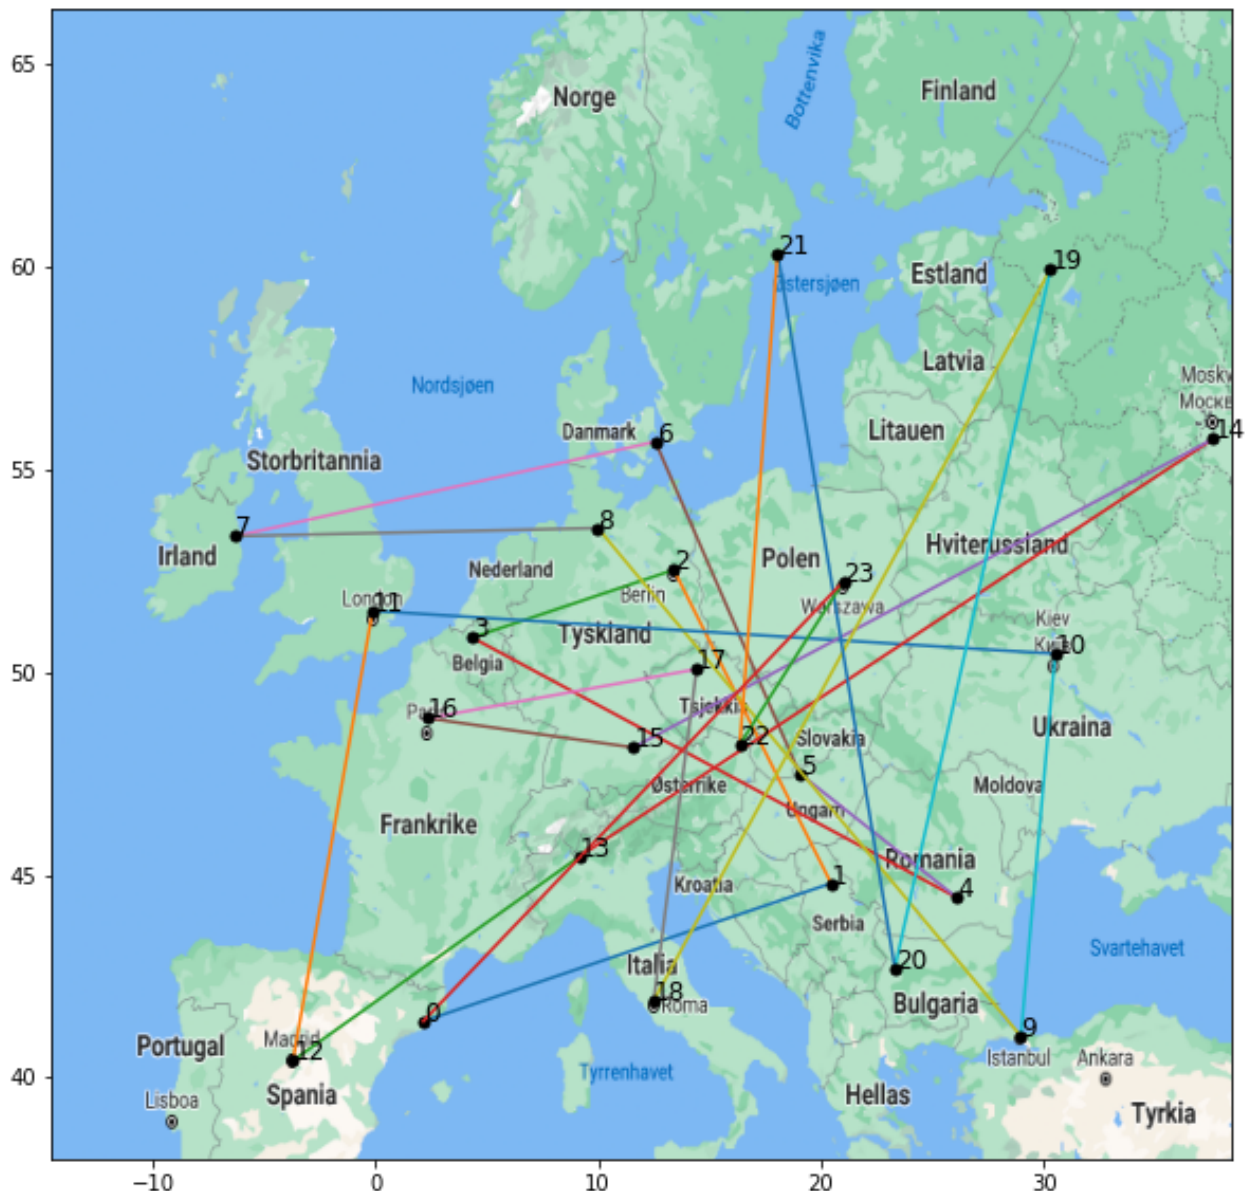 65
Norge
Finland
Bottenvika
60
21
19
Estland
Østersjøen
Latvia
Nordsjøen
Moskv
Москв
55
Danmark
6
Litauen
14
Storbritannia
7
8
Irland
Nederland
2
Berlin
Polen
23
Hviterussland
Warszawa
London
11
3
Tyskland
Kiev
Київ
10
50
Belgia
17
16
Tsjekkia
15
22
Slovakia
Ukraina
5
Østerrike
Moldova
Ungarn
Frankrike
13
Romania
45
Kroatia
1
4
Serbia
Italia
20
Svartehavet
18
Roma
Bulgaria
0
9
Portugal
Madrid
12
Istanbul
Ankara
40
Lisboa
Spania
Tyrrenhavet
Hellas
Tyrkia
−10
0
10
20
30